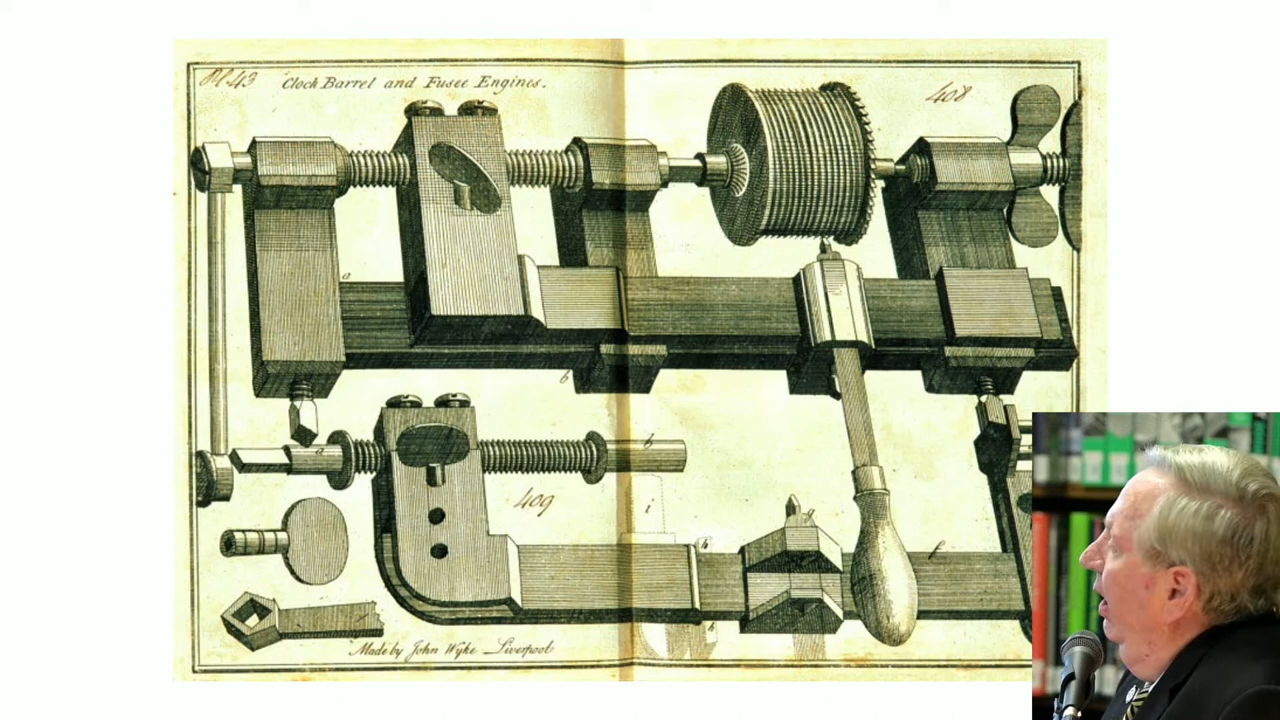 Pl 43 Clock Barrel and Fusee Engines. 408
a
b
a
b
409
i
h
g
f
k
Made by John Wyke Liverpool